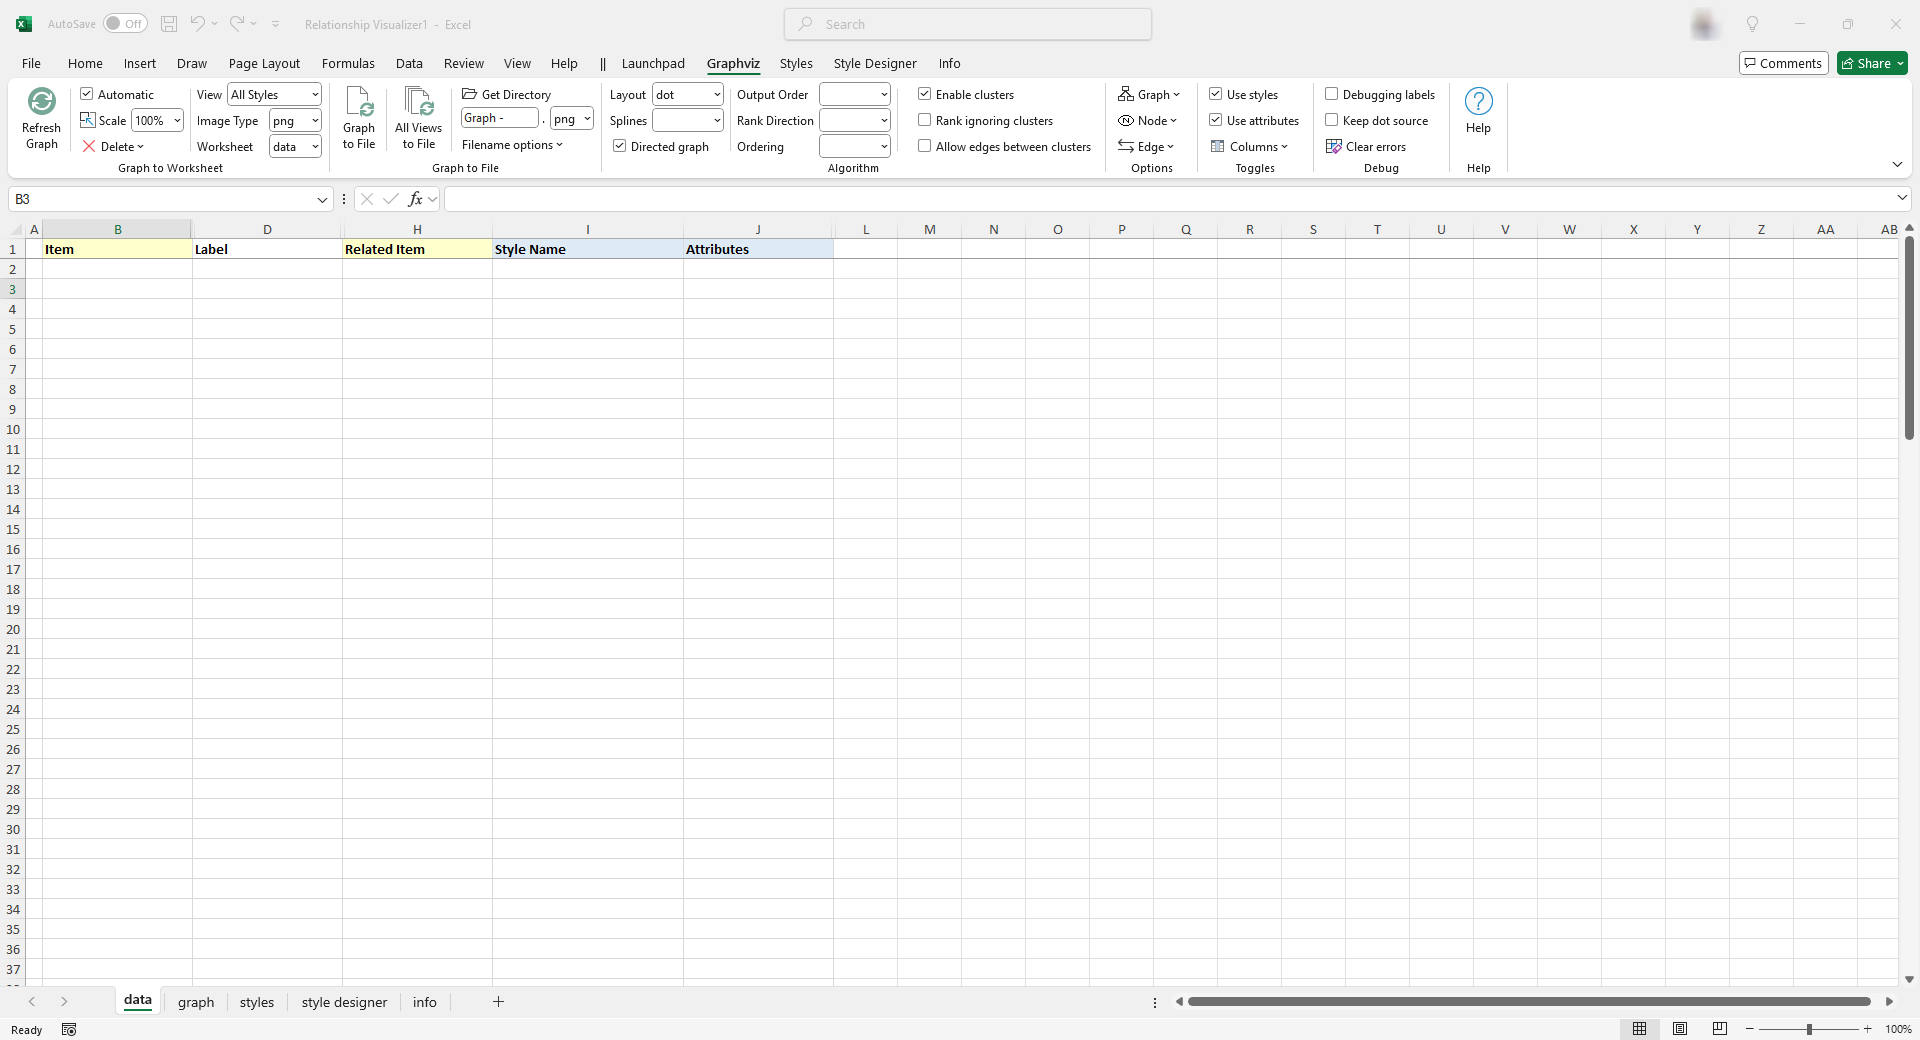 AutoSave Off Relationship Visualizer1 - Excel Search
File Home Insert Draw Page Layout Formulas Data Review View Help || Launchpad Graphviz Styles Style Designer Info Comments Share
Refresh Graph
Automatic
Scale 100%
Delete
View All Styles
Image Type png
Worksheet data
Graph to Worksheet
Graph to File
All Views to File
Get Directory
Graph - . png
Filename options
Graph to File
Layout dot
Splines
Directed graph
Output Order
Rank Direction
Ordering
Enable clusters
Rank ignoring clusters
Allow edges between clusters
Algorithm
Graph
Node
Edge
Options
Use styles
Use attributes
Columns
Toggles
Debugging labels
Keep dot source
Clear errors
Debug
Help
Help
B3 fx
A B D H I J L M N O P Q R S T U V W X Y Z AA AB
1 Item Label Related Item Style Name Attributes
2
3
4
5
6
7
8
9
10
11
12
13
14
15
16
17
18
19
20
21
22
23
24
25
26
27
28
29
30
31
32
33
34
35
36
37
data graph styles style designer info
Ready 100%